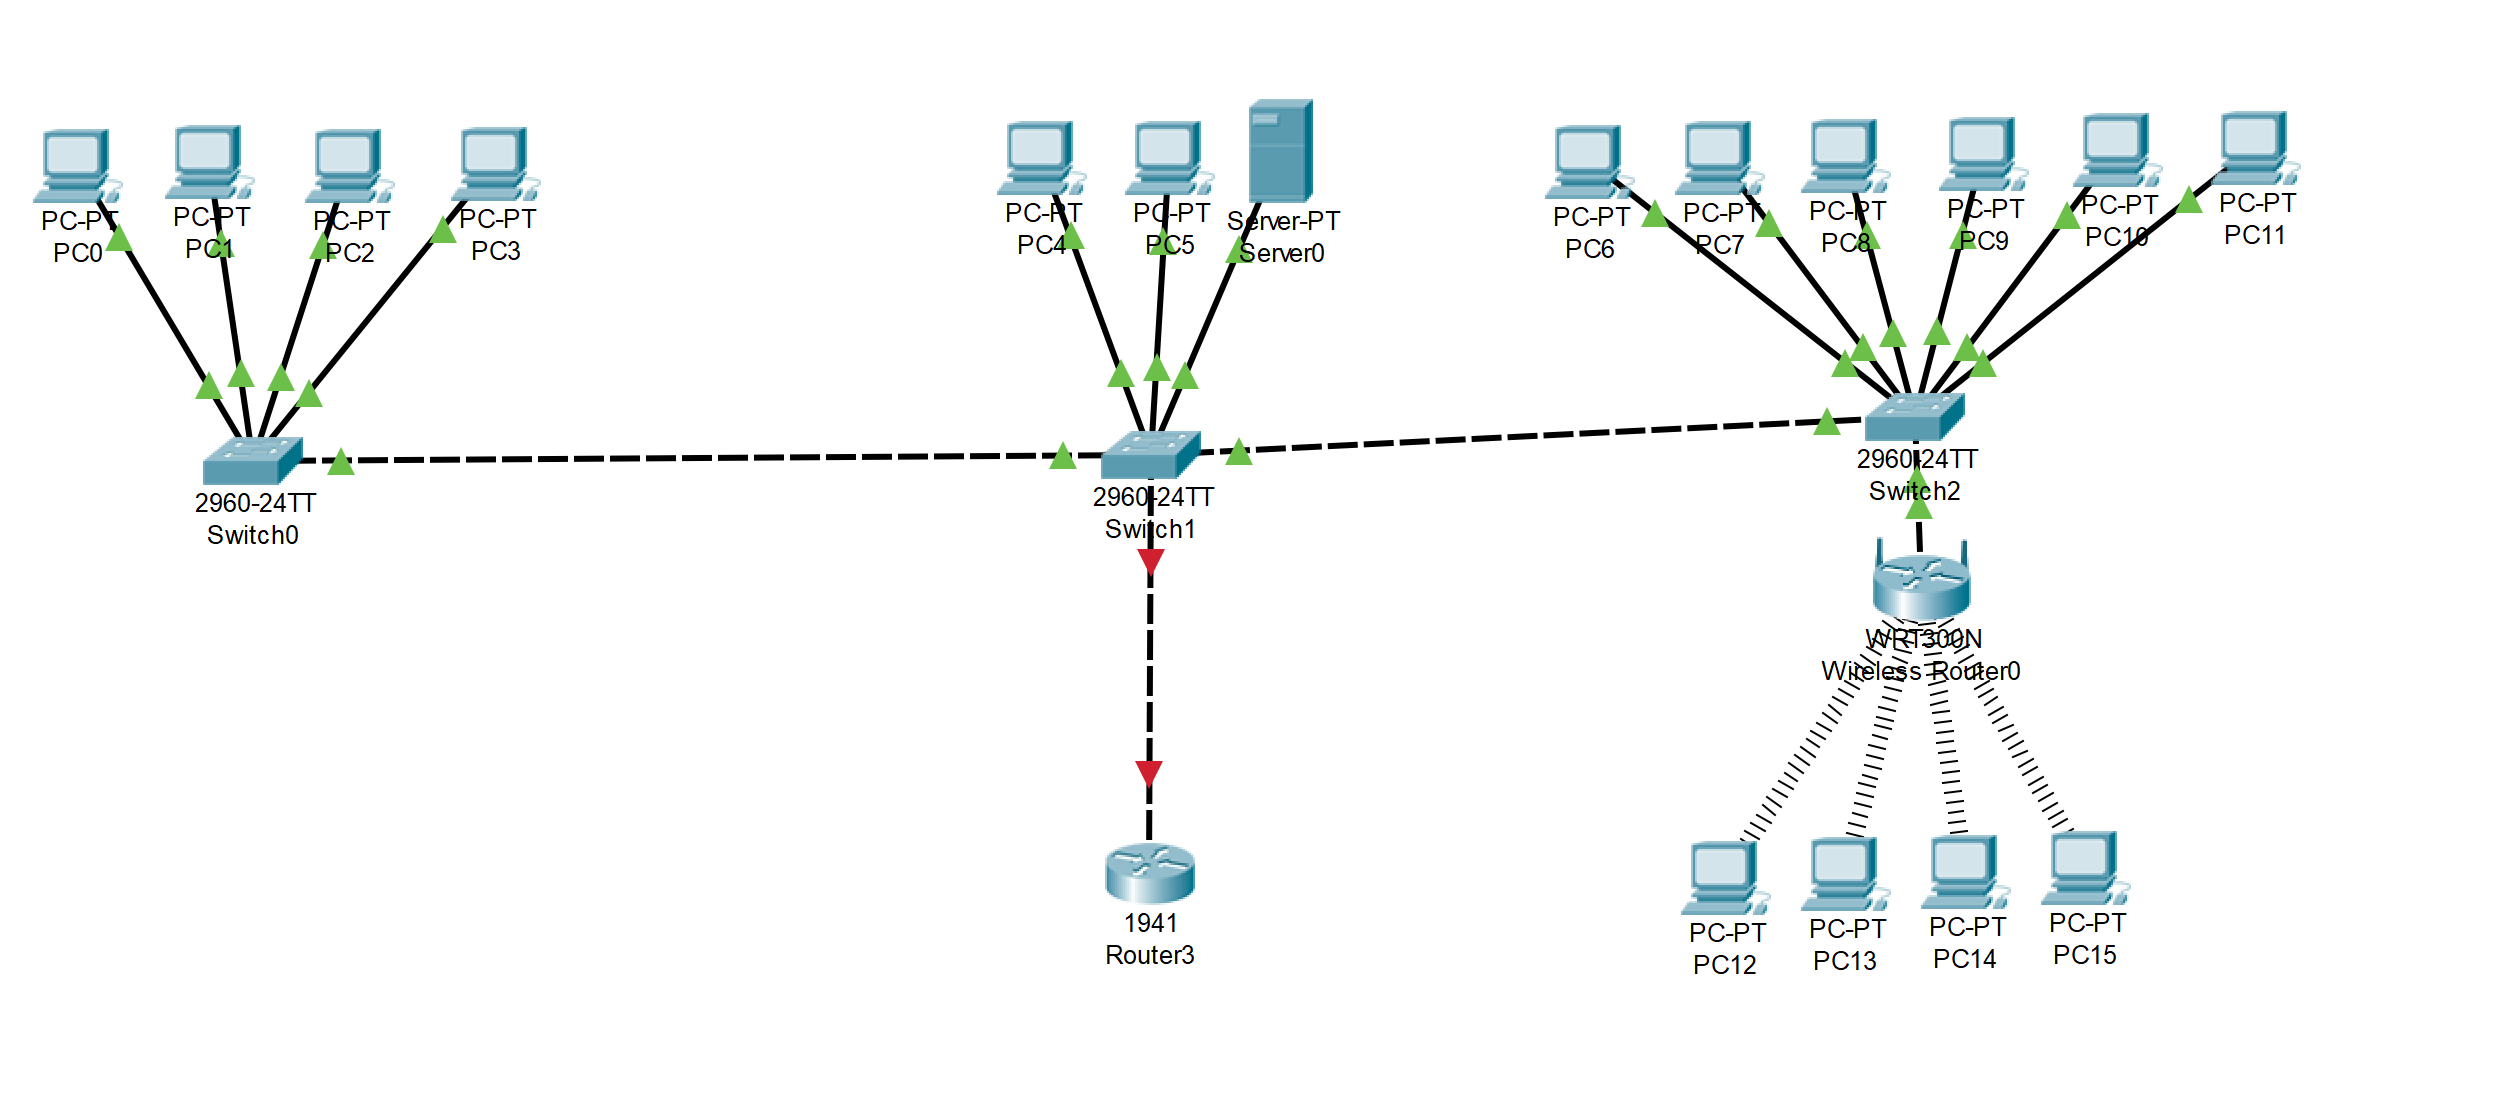 PC-PT
PC0
PC-PT
PC1
PC-PT
PC2
PC-PT
PC3
PC-PT
PC4
PC-PT
PC5
Server-PT
Server0
PC-PT
PC6
PC-PT
PC7
PC-PT
PC8
PC-PT
PC9
PC-PT
PC10
PC-PT
PC11
2960-24TT
Switch0
2960-24TT
Switch1
2960-24TT
Switch2
WRT300N
Wireless Router0
1941
Router3
PC-PT
PC12
PC-PT
PC13
PC-PT
PC14
PC-PT
PC15